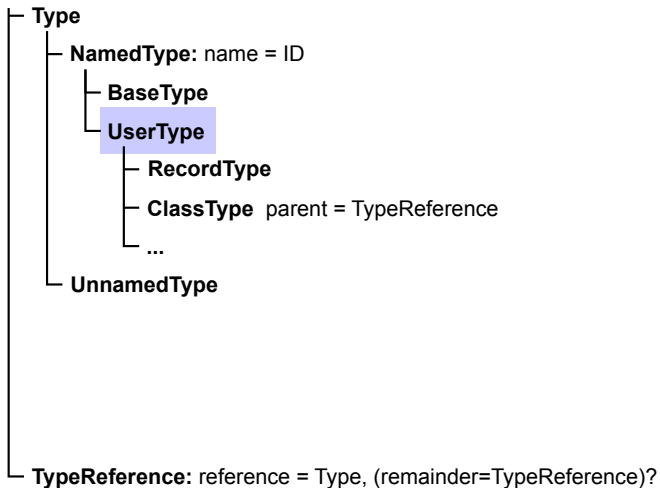 Type
NamedType: name = ID
BaseType
UserType
RecordType
ClassType parent = TypeReference
...
UnnamedType
TypeReference: reference = Type, (remainder=TypeReference)?